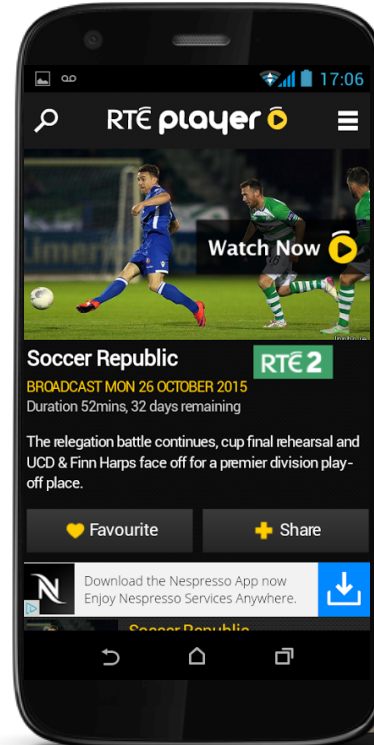 17:06
RTÉ player
Limerick
Watch Now
Soccer Republic
RTÉ 2
BROADCAST MON 26 OCTOBER 2015
Duration 52mins, 32 days remaining
The relegation battle continues, cup final rehearsal and
UCD & Finn Harps face off for a premier division play-
off place.
Favourite
Share
N
Download the Nespresso App now
Enjoy Nespresso Services Anywhere.
Soccer Republic